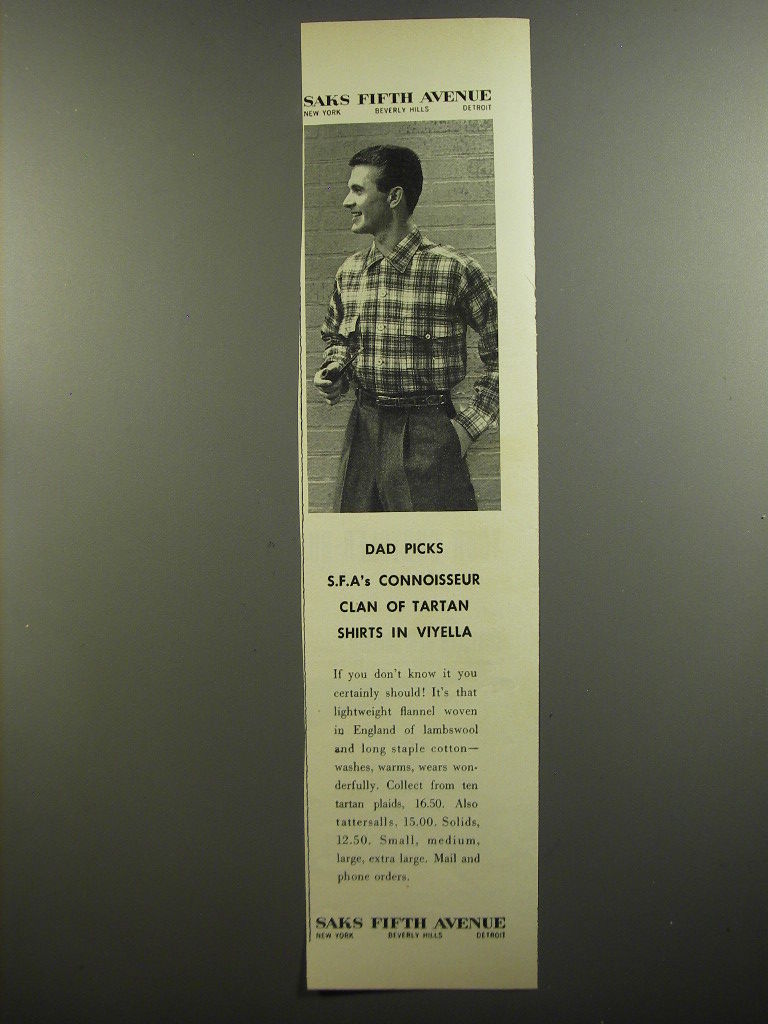 SAKS FIFTH AVENUE
NEW YORK BEVERLY HILLS DETROIT
DAD PICKS
S.F.A's CONNOISSEUR
CLAN OF TARTAN
SHIRTS IN VIYELLA
If you don't know it you
certainly should! It's that
lightweight flannel woven
in England of lambswool
and long staple cotton—
washes, warms, wears won-
derfully. Collect from ten
tartan plaids, 16.50. Also
tattersalls, 15.00. Solids,
12.50. Small, medium,
large, extra large. Mail and
phone orders.
SAKS FIFTH AVENUE
NEW YORK BEVERLY HILLS DETROIT